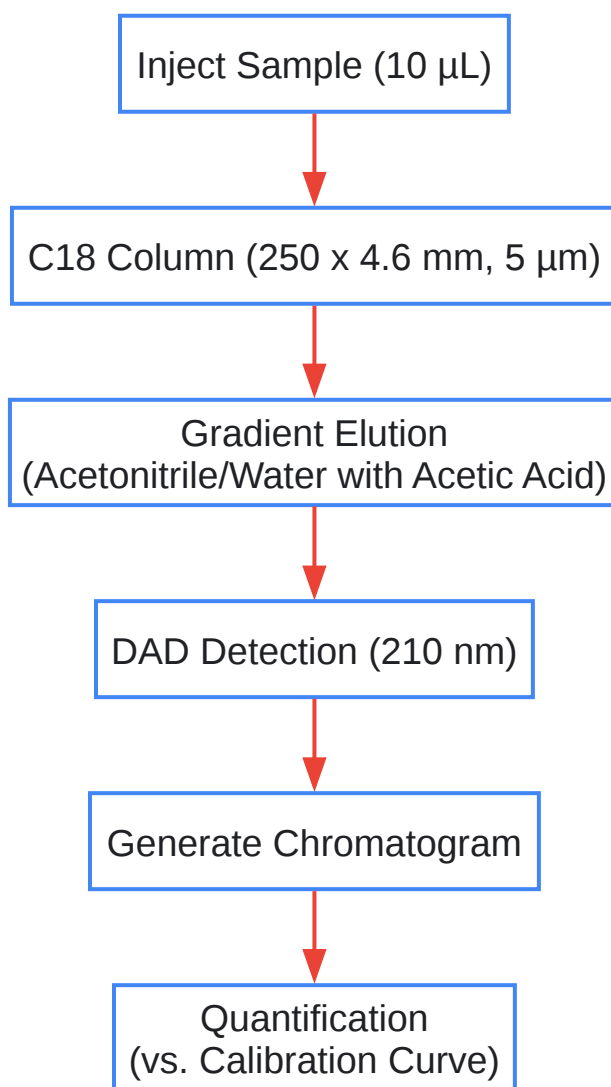 Inject Sample (10 µL)
C18 Column (250 x 4.6 mm, 5 µm)
Gradient Elution
(Acetonitrile/Water with Acetic Acid)
DAD Detection (210 nm)
Generate Chromatogram
Quantification
(vs. Calibration Curve)